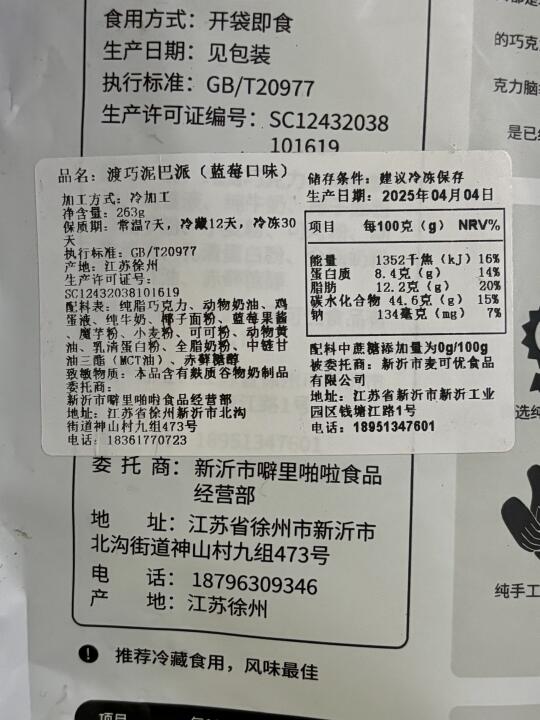 食用方式：开袋即食
生产日期：见包装
执行标准：GB/T20977
生产许可证编号：SC12432038
101619
的巧克
克力脑
是已经
品名：渡巧泥巴派（蓝莓口味）
加工方式：冷加工
净含量：263g
保质期：常温7天，冷藏12天，冷冻30
天
执行标准：GB/T20977
产地：江苏徐州
生产许可证号：
SC12432038101619
配料表：纯脂巧克力、动物奶油、鸡
蛋液、纯牛奶、椰子面粉、蓝莓果酱
、魔芋粉、小麦粉、可可粉、动物黄
油、乳清蛋白粉、全脂奶粉、中链甘
油三酯（MCT油）、赤藓糖醇
致敏物质：本品含有麸质谷物奶制品
委托商：
新沂市噼里啪啦食品经营部
地址：江苏省徐州新沂市北沟
街道神山村九组473号
电话：18361770723
储存条件：建议冷冻保存
生产日期：2025年04月04日
项目 每100克（g） NRV%
能量 1352千焦（kJ）16%
蛋白质 8.4克（g） 14%
脂肪 12.2克（g） 20%
碳水化合物 44.6克（g） 15%
钠 134毫克（mg） 7%
配料中蔗糖添加量为0g/100g
被委托商：新沂市麦可优食品
有限公司
地址：江苏省新沂市新沂工业
园区钱塘江路1号
电话：18951347601
委托商：新沂市噼里啪啦食品
经营部
地 址：江苏省徐州市新沂市
北沟街道神山村九组473号
电 话：18796309346
产 地：江苏徐州
选纯
纯手工
推荐冷藏食用，风味最佳
项目